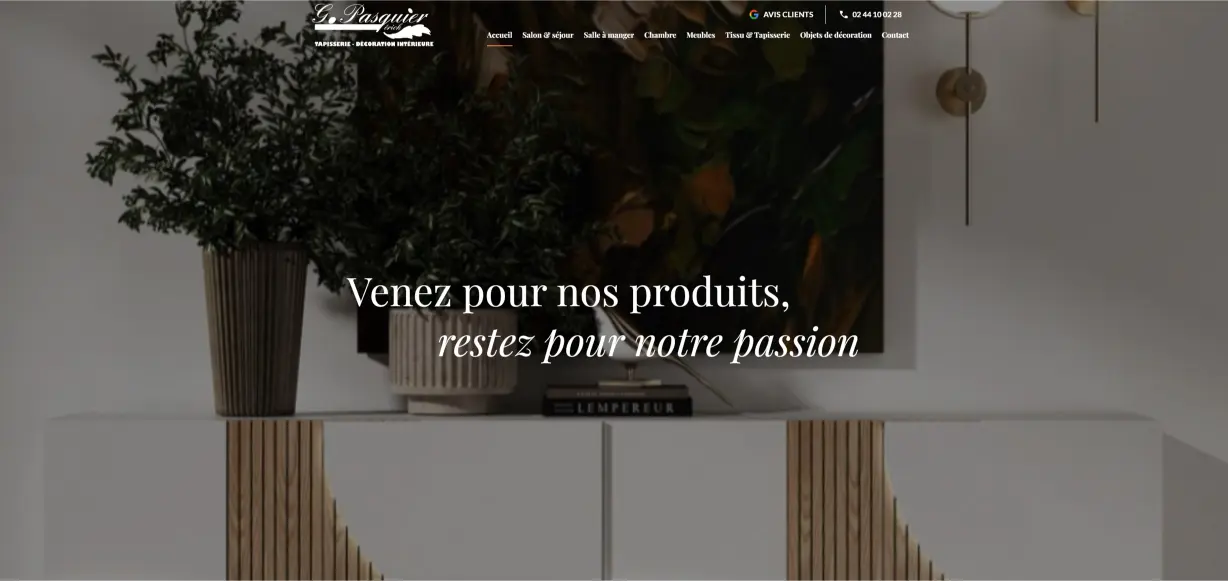 G. Pasquier
érick
TAPISSERIE - DÉCORATION INTÉRIEURE
AVIS CLIENTS
02 44 10 02 28
Accueil Salon & séjour Salle à manger Chambre Meubles Tissu & Tapisserie Objets de décoration Contact
Venez pour nos produits,
restez pour notre passion
LEMPEREUR